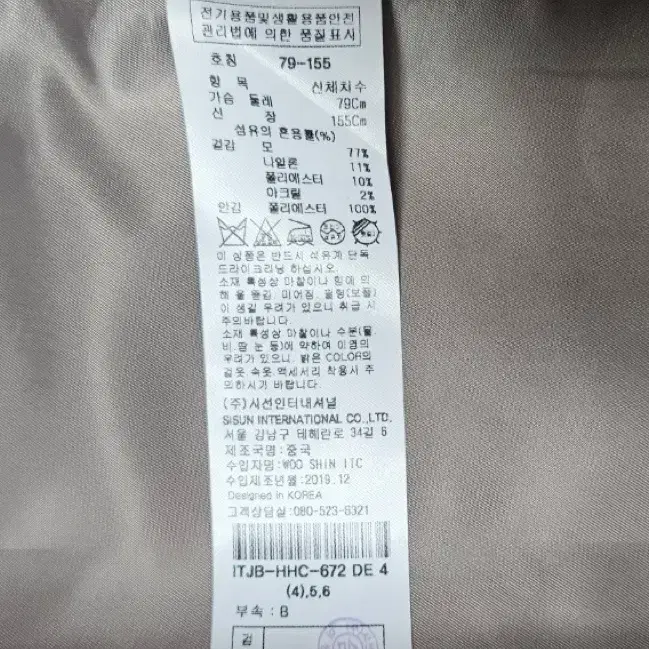 전기용품및생활용품안전
관리법에 의한 품질표시
호칭 79-155
항 목 신체치수
가슴 둘레 79Cm
신 장 155Cm
섬유의 혼용률(%)
겉감 모 77%
나일론 11%
폴리에스터 10%
아크릴 2%
안감 폴리에스터 100%
이 상품은 반드시 석유계 단독
드라이크리닝 하십시오.
소재 특성상 마찰이나 힘에 의
해 올 뜯김, 미어짐, 필링(보풀)
이 생길 우려가 있으니 취급 시
주의바랍니다.
소재 특성상 마찰이나 수분(물,
비,땀 눈 등)에 약하여 이염의
우려가 있으니, 밝은 COLOR의
겉옷, 속옷, 액세서리 착용시 주
의하시기 바랍니다.
(주)시선인터내셔널
SISUN INTERNATIONAL CO.,LTD.
서울 강남구 테헤란로 34길 6
제조국명:중국
수입자명:WOO SHIN ITC
수입제조년월:2019.12
Designed in KOREA
고객상담실:080-523-6321
ITJB-HHC-672 DE 4
(4),5,6
부속 : B
검